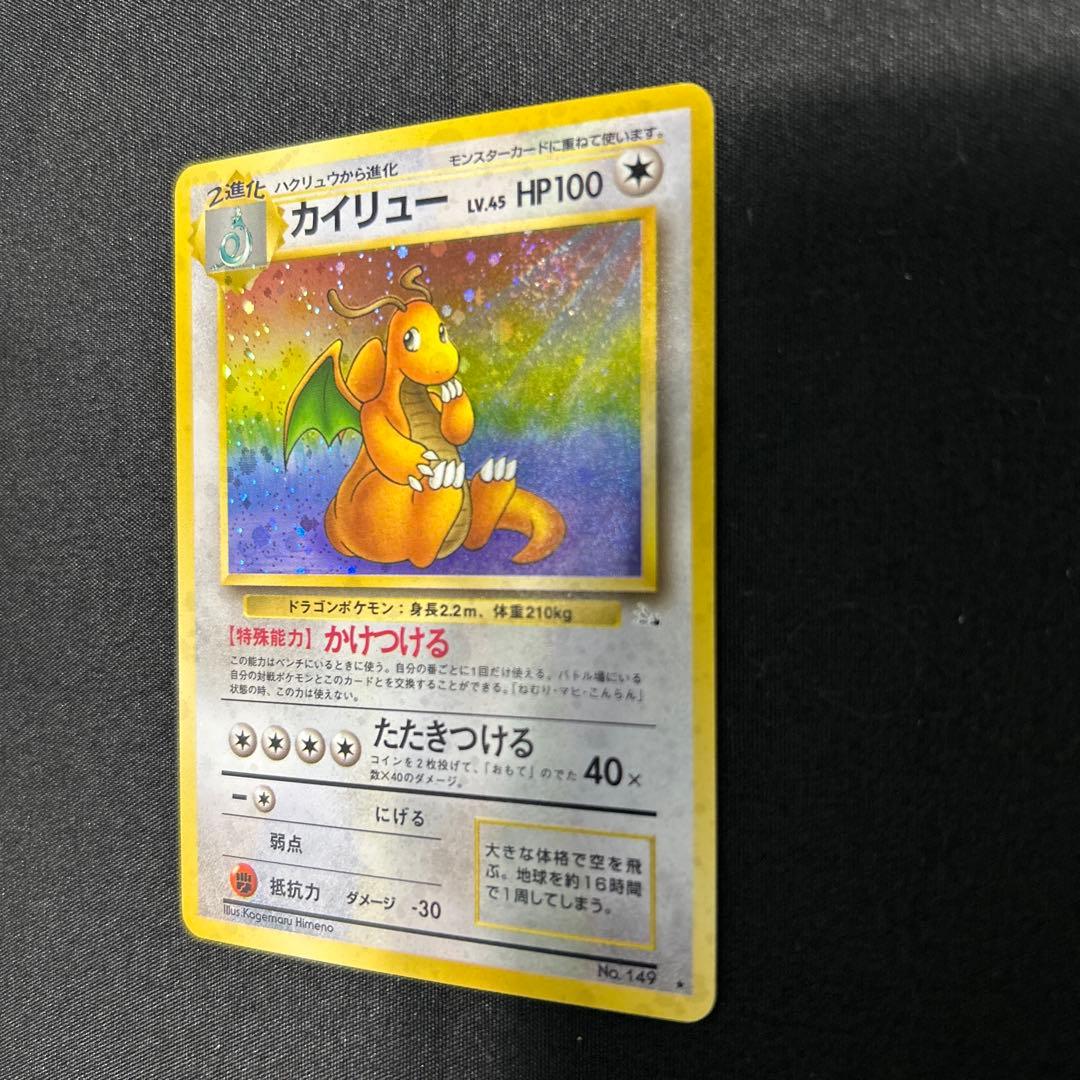 モンスターカードに重ねて使います。
2進化 ハクリュウから進化
カイリュー LV.45 HP100
ドラゴンポケモン：身長2.2m、体重210kg
【特殊能力】 かけつける
この能力はベンチにいるときに使う。自分の番ごとに1回だけ使える。バトル場にいる
自分の対戦ポケモンとこのカードとを交換することができる。「ねむり・マヒ・こんらん」
状態の時、この力は使えない。
たたきつける
コインを2枚投げて、「おもて」のでた
数×40のダメージ。
40×
にげる
弱点
抵抗力 ダメージ -30
大きな体格で空を飛
ぶ。地球を約16時間
で1周してしまう。
Illus.Kagemaru Himeno
No.149 ★